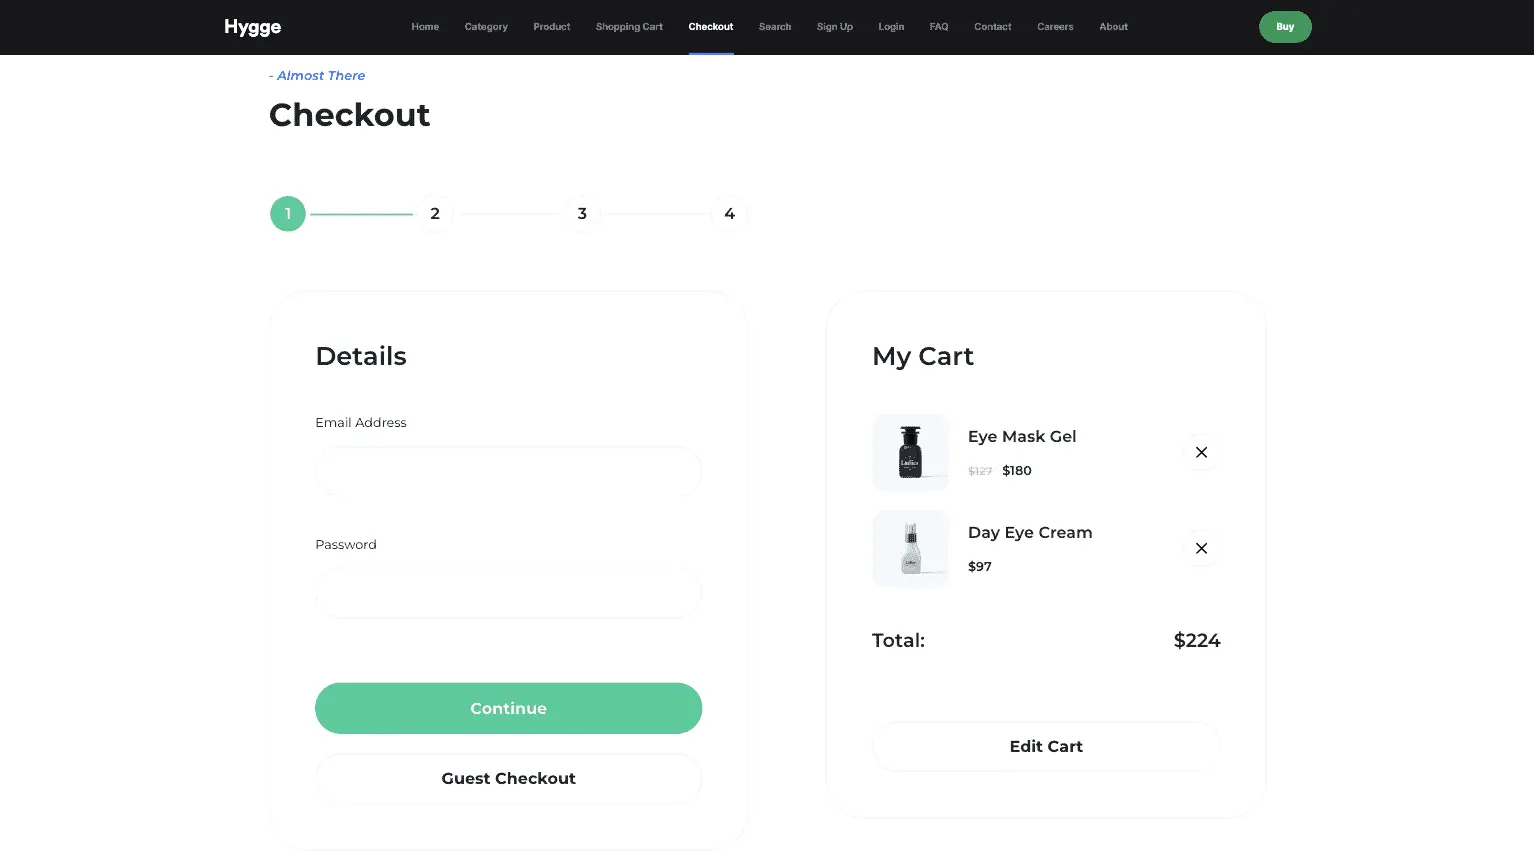 Hygge
Home Category Product Shopping Cart Checkout Search Sign Up Login FAQ Contact Careers About
Buy
- Almost There
Checkout
1 2 3 4
Details
Email Address
Password
Continue
Guest Checkout
My Cart
Eye Mask Gel
$127 $180
Day Eye Cream
$97
Total: $224
Edit Cart